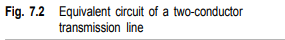 Fig. 7.2 Equivalent circuit of a two-conductor
transmission line